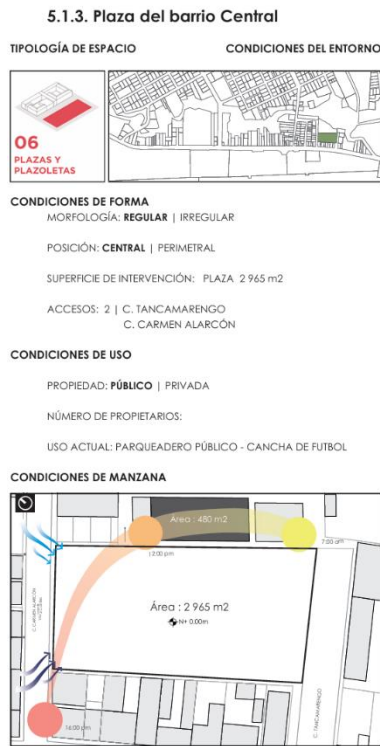 5.1.3. Plaza del barrio Central
TIPOLOGÍA DE ESPACIO
CONDICIONES DEL ENTORNO
06
PLAZAS Y
PLAZOLETAS
CONDICIONES DE FORMA
MORFOLOGÍA: REGULAR | IRREGULAR
POSICIÓN: CENTRAL | PERIMETRAL
SUPERFICIE DE INTERVENCIÓN: PLAZA 2 965 m2
ACCESOS: 2 | C. TANCAMARENGO
C. CARMEN ALARCÓN
CONDICIONES DE USO
PROPIEDAD: PÚBLICO | PRIVADA
NÚMERO DE PROPIETARIOS:
USO ACTUAL: PARQUEADERO PÚBLICO - CANCHA DE FUTBOL
CONDICIONES DE MANZANA
Área : 480 m2
12:00 pm
7:00 am
C. CARMEN ALARCÓN
Área : 2 965 m2
N+ 0.00m
C. TANCAMARENGO
16:00 pm